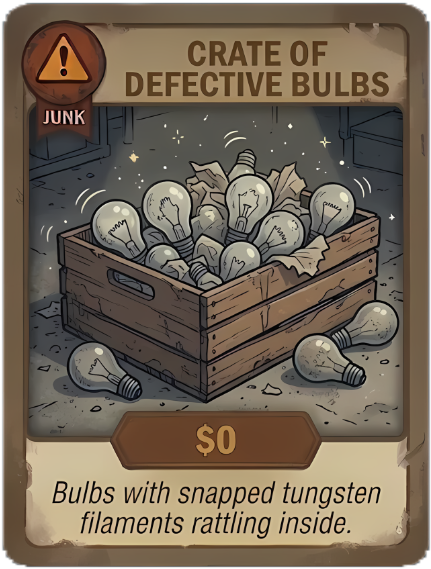 CRATE OF
DEFECTIVE BULBS
JUNK
$0
Bulbs with snapped tungsten
filaments rattling inside.